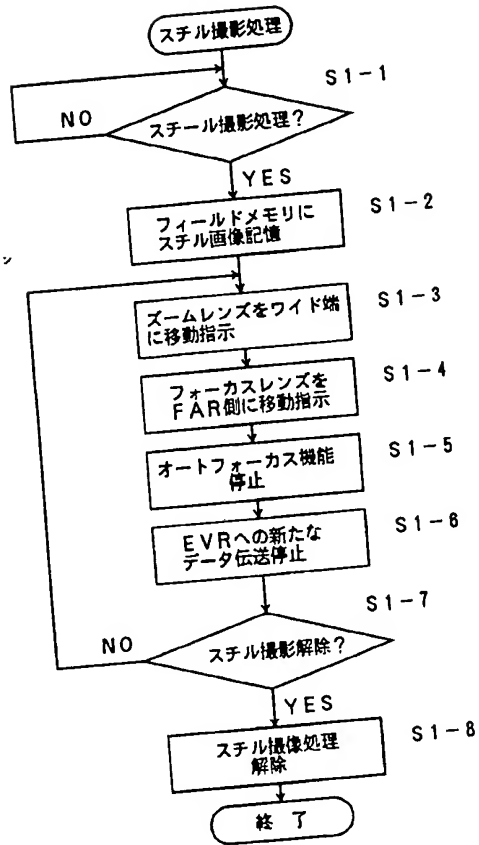 スチル撮影処理
S1-1
NO
スチール撮影処理？
YES
S1-2
フィールドメモリに
スチル画像記憶
ン
S1-3
ズームレンズをワイド端
に移動指示
S1-4
フォーカスレンズを
FAR側に移動指示
S1-5
オートフォーカス機能
停止
S1-6
EVRへの新たな
データ伝送停止
S1-7
NO
スチル撮影解除？
YES
S1-8
スチル撮像処理
解除
終 了